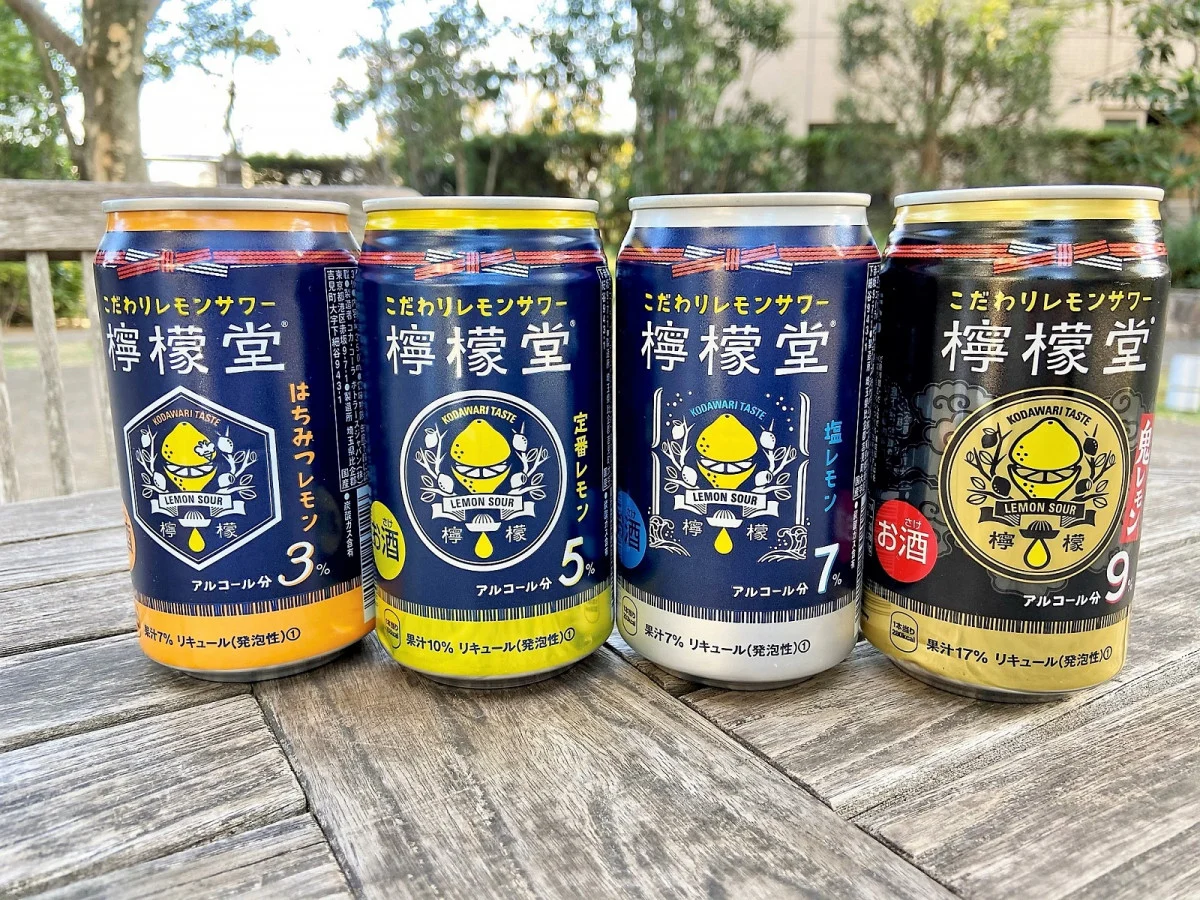 こだわりレモンサワー
檸檬堂®
KODAWARI TASTE
LEMON SOUR
檸 檬
はちみつレモン
アルコール分 3%
果汁7% リキュール(発泡性)①
こだわりレモンサワー
檸檬堂®
KODAWARI TASTE
LEMON SOUR
檸 檬
定番レモン
お酒
アルコール分 5%
果汁10% リキュール(発泡性)①
こだわりレモンサワー
檸檬堂®
KODAWARI TASTE
LEMON SOUR
檸 檬
塩レモン
お酒
アルコール分 7%
果汁7% リキュール(発泡性)①
こだわりレモンサワー
檸檬堂®
KODAWARI TASTE
LEMON SOUR
檸 檬
鬼レモン
さけ
お酒
アルコール分 9%
1本当り
果汁17% リキュール(発泡性)①